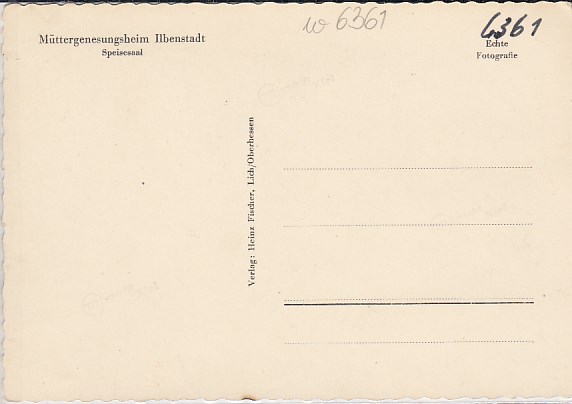 w 6361
6361
Müttergenesungsheim Ilbenstadt
Speisesaal
Echte
Fotografie
Verlag: Heinz Fischer, Lich/Oberhessen